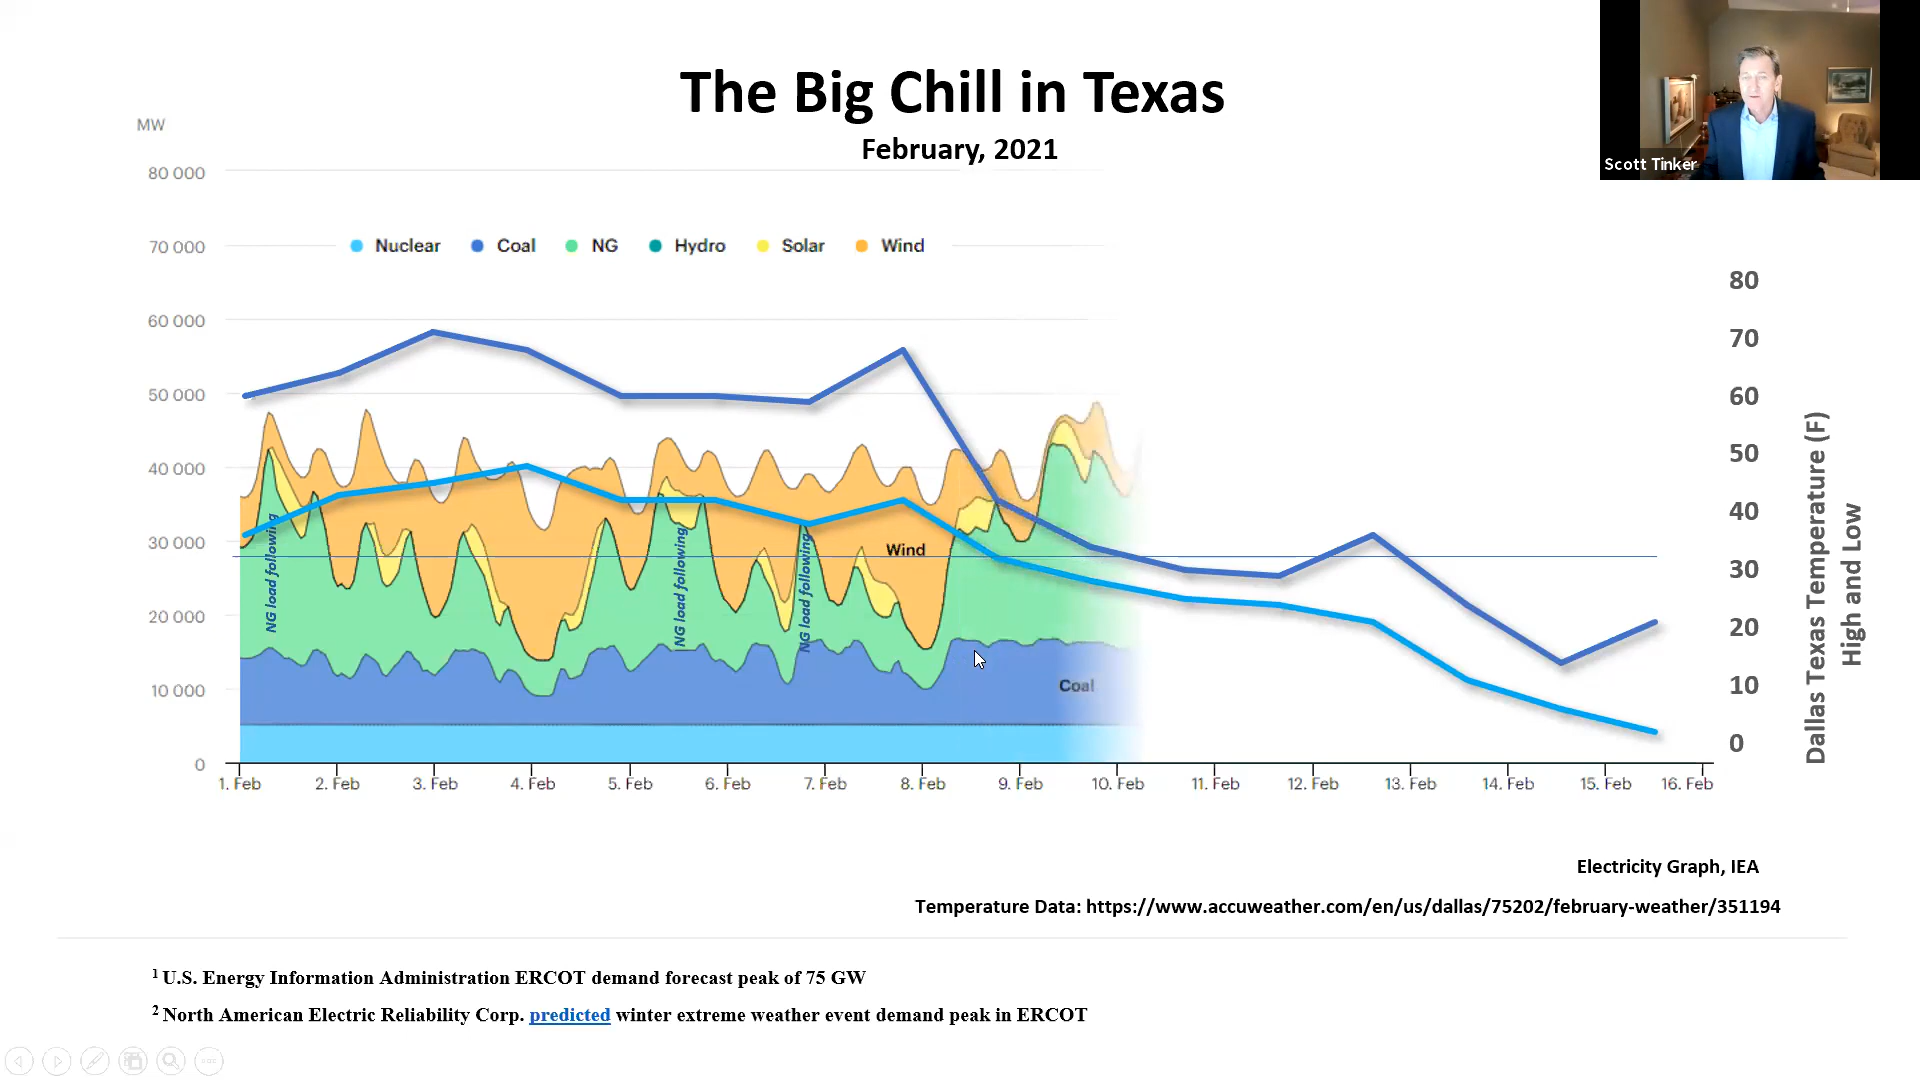 The Big Chill in Texas
February, 2021
Scott Tinker
MW
80 000
70 000
60 000
50 000
40 000
30 000
20 000
10 000
0
Nuclear
Coal
NG
Hydro
Solar
Wind
NG load following
NG load following
NG load following
Wind
Coal
1. Feb
2. Feb
3. Feb
4. Feb
5. Feb
6. Feb
7. Feb
8. Feb
9. Feb
10. Feb
11. Feb
12. Feb
13. Feb
14. Feb
15. Feb
16. Feb
80
70
60
50
40
30
20
10
0
Dallas Texas Temperature (F)
High and Low
Electricity Graph, IEA
Temperature Data: https://www.accuweather.com/en/us/dallas/75202/february-weather/351194
1 U.S. Energy Information Administration ERCOT demand forecast peak of 75 GW
2 North American Electric Reliability Corp. predicted winter extreme weather event demand peak in ERCOT